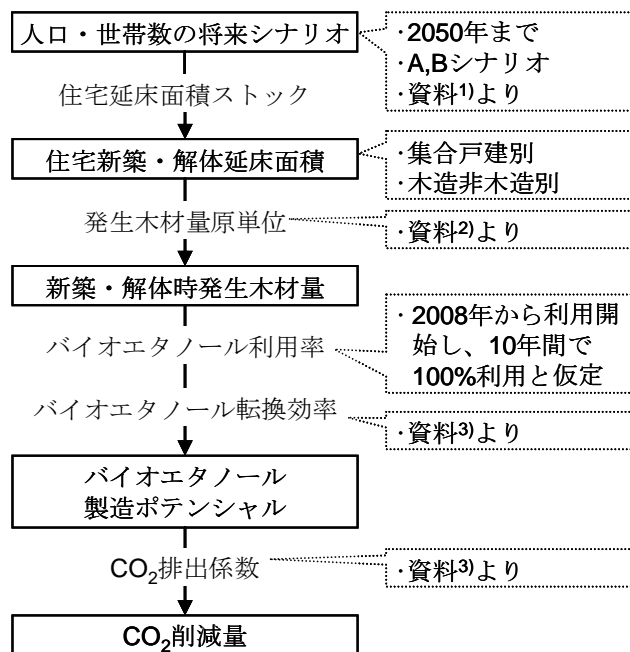 人口・世帯数の将来シナリオ
・2050年まで
・A,Bシナリオ
・資料1)より
住宅延床面積ストック
住宅新築・解体延床面積
・集合戸建別
・木造非木造別
発生木材量原単位
・資料2)より
新築・解体時発生木材量
・2008年から利用開
始し、10年間で
100%利用と仮定
バイオエタノール利用率
バイオエタノール転換効率
・資料3)より
バイオエタノール
製造ポテンシャル
CO2排出係数
・資料3)より
CO2削減量